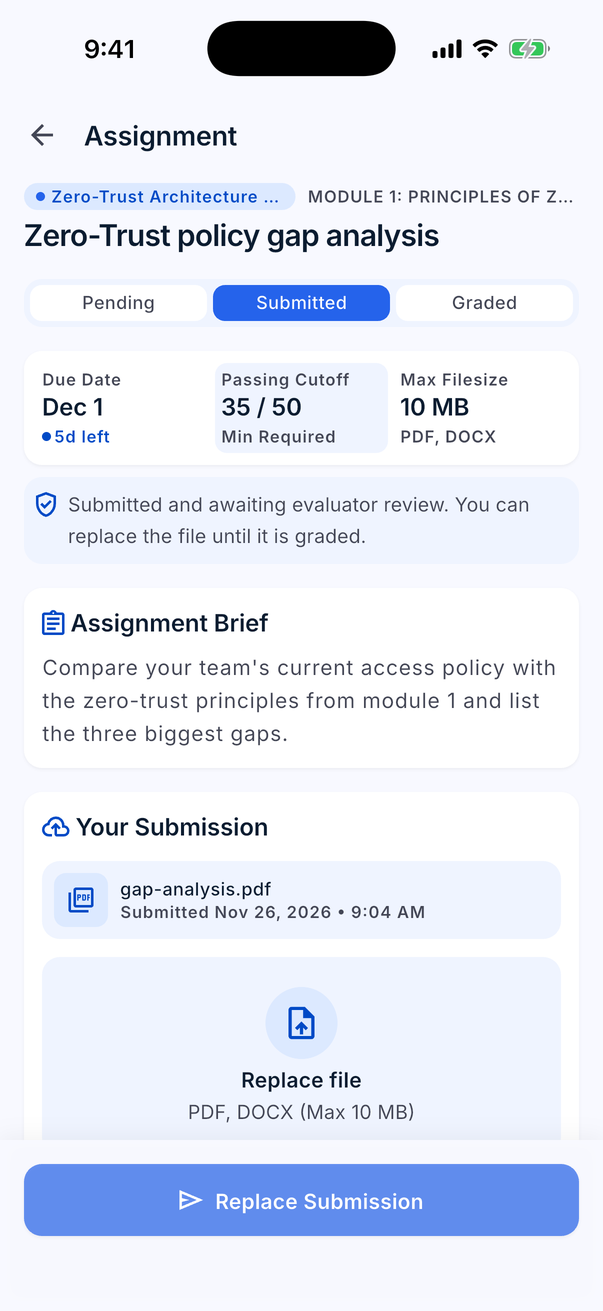 9:41
Assignment
Zero-Trust Architecture ...
MODULE 1: PRINCIPLES OF Z...
Zero-Trust policy gap analysis
Pending
Submitted
Graded
Due Date
Dec 1
5d left
Passing Cutoff
35 / 50
Min Required
Max Filesize
10 MB
PDF, DOCX
Submitted and awaiting evaluator review. You can
replace the file until it is graded.
Assignment Brief
Compare your team's current access policy with
the zero-trust principles from module 1 and list
the three biggest gaps.
Your Submission
PDF
gap-analysis.pdf
Submitted Nov 26, 2026 • 9:04 AM
Replace file
PDF, DOCX (Max 10 MB)
Replace Submission